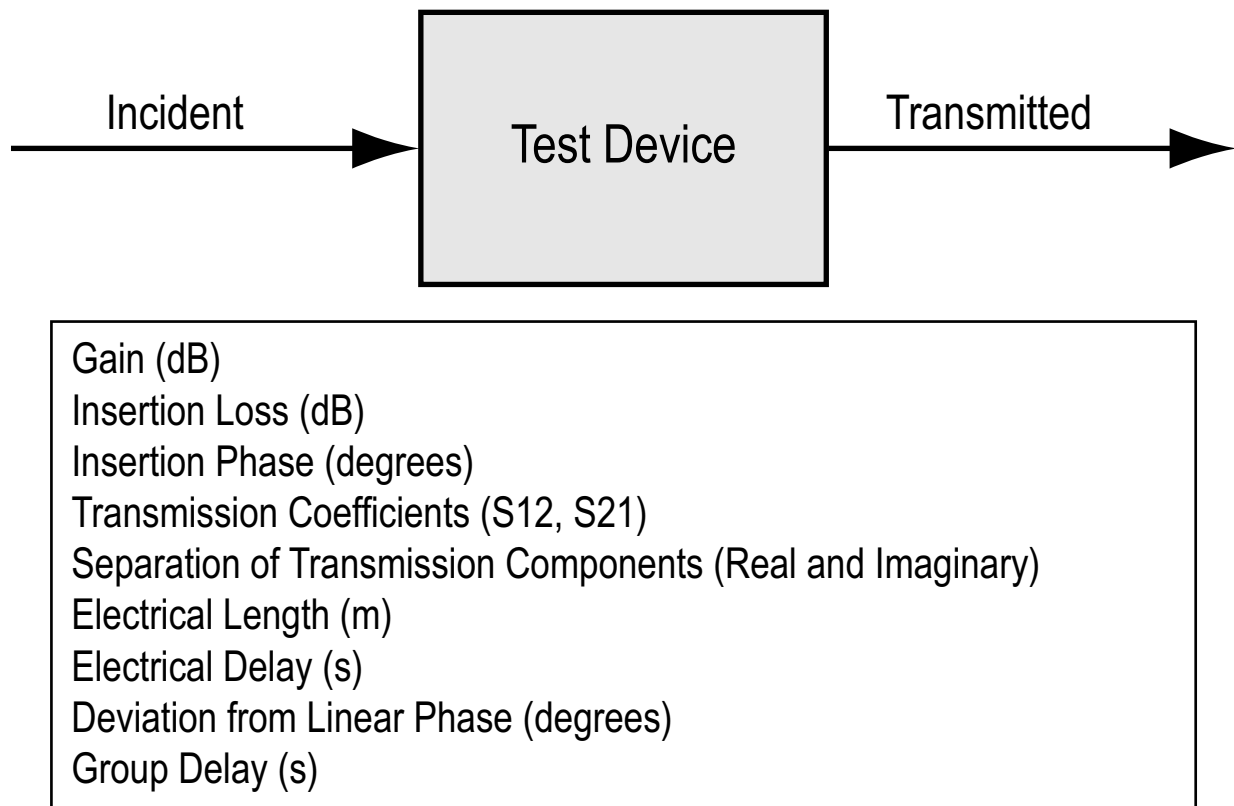 Incident
Test Device
Transmitted
Gain (dB)
Insertion Loss (dB)
Insertion Phase (degrees)
Transmission Coefficients (S12, S21)
Separation of Transmission Components (Real and Imaginary)
Electrical Length (m)
Electrical Delay (s)
Deviation from Linear Phase (degrees)
Group Delay (s)